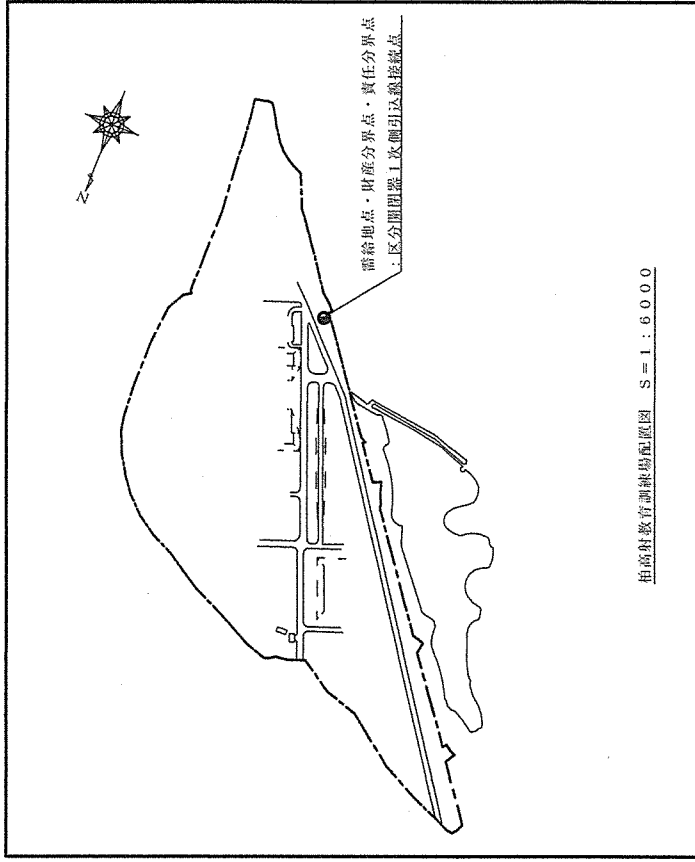 N
需給地点・財産分界点・責任分界点
：区分開閉器１次側引込線接続点
柏高射教育訓練場配置図　Ｓ＝１：６０００